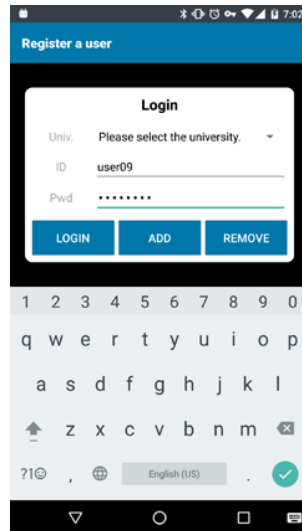 7:02
Register a user
Login
Univ. Please select the university.
ID user09
Pwd ••••••••
LOGIN ADD REMOVE
1 2 3 4 5 6 7 8 9 0
q w e r t y u i o p
a s d f g h j k l
z x c v b n m
?1☺ , English (US) .